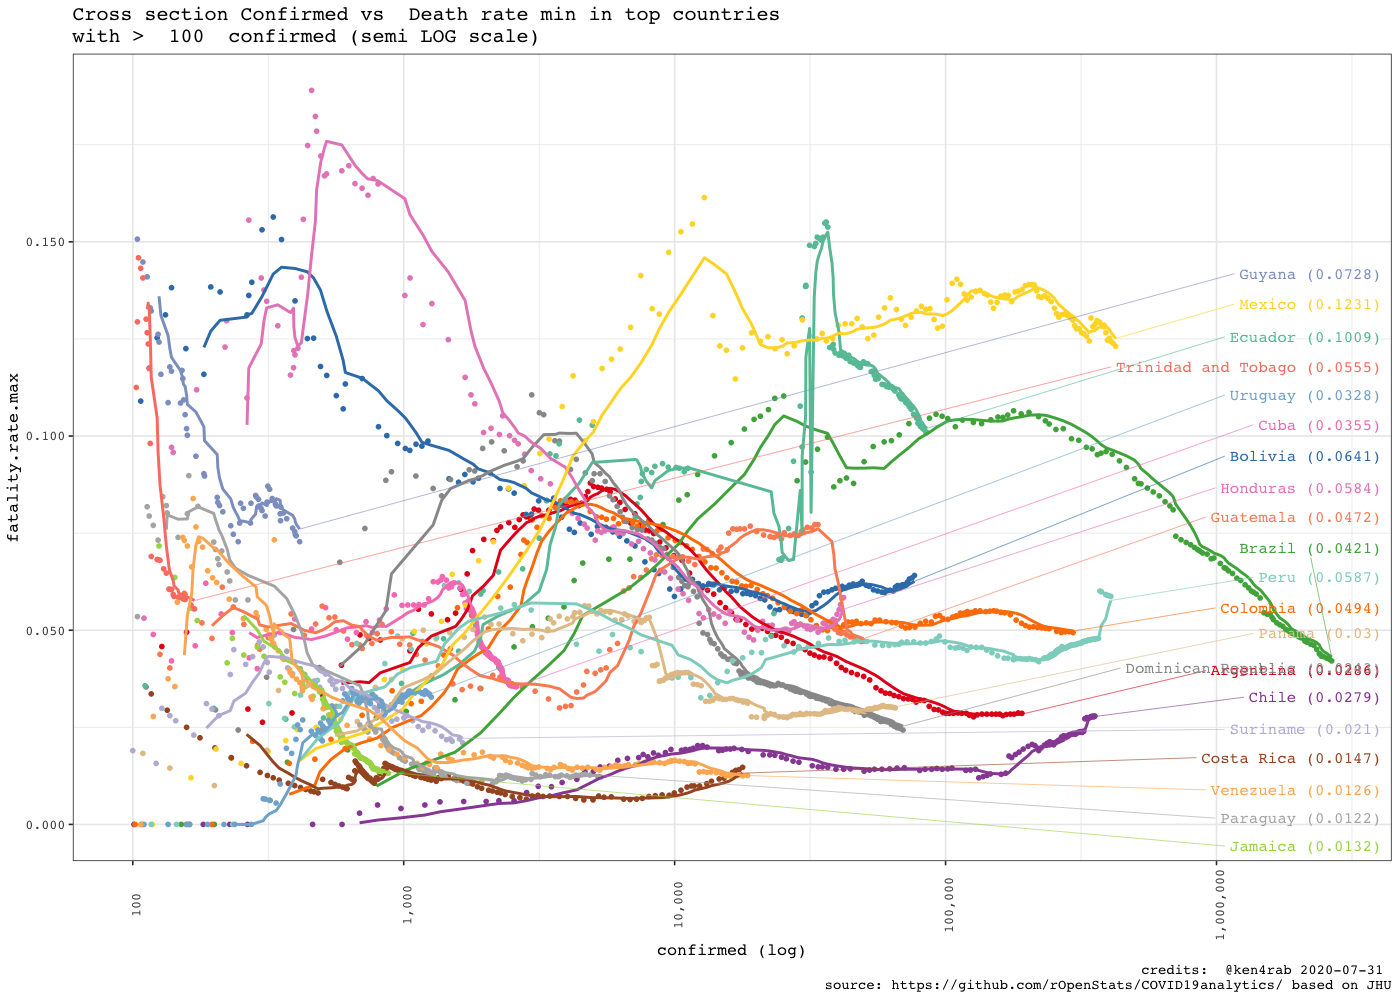 Cross section Confirmed vs  Death rate min in top countries
with >  100  confirmed (semi LOG scale)
fatality.rate.max
0.150
0.100
0.050
0.000
Guyana (0.0728)
Mexico (0.1231)
Ecuador (0.1009)
Trinidad and Tobago (0.0555)
Uruguay (0.0328)
Cuba (0.0355)
Bolivia (0.0641)
Honduras (0.0584)
Guatemala (0.0472)
Brazil (0.0421)
Peru (0.0587)
Colombia (0.0494)
Panama (0.03)
Dominican Republic
Argentina (0.0286)
Chile (0.0279)
Suriname (0.021)
Costa Rica (0.0147)
Venezuela (0.0126)
Paraguay (0.0122)
Jamaica (0.0132)
100
1,000
10,000
100,000
1,000,000
confirmed (log)
credits:  @ken4rab 2020-07-31
source: https://github.com/rOpenStats/COVID19analytics/ based on JHU